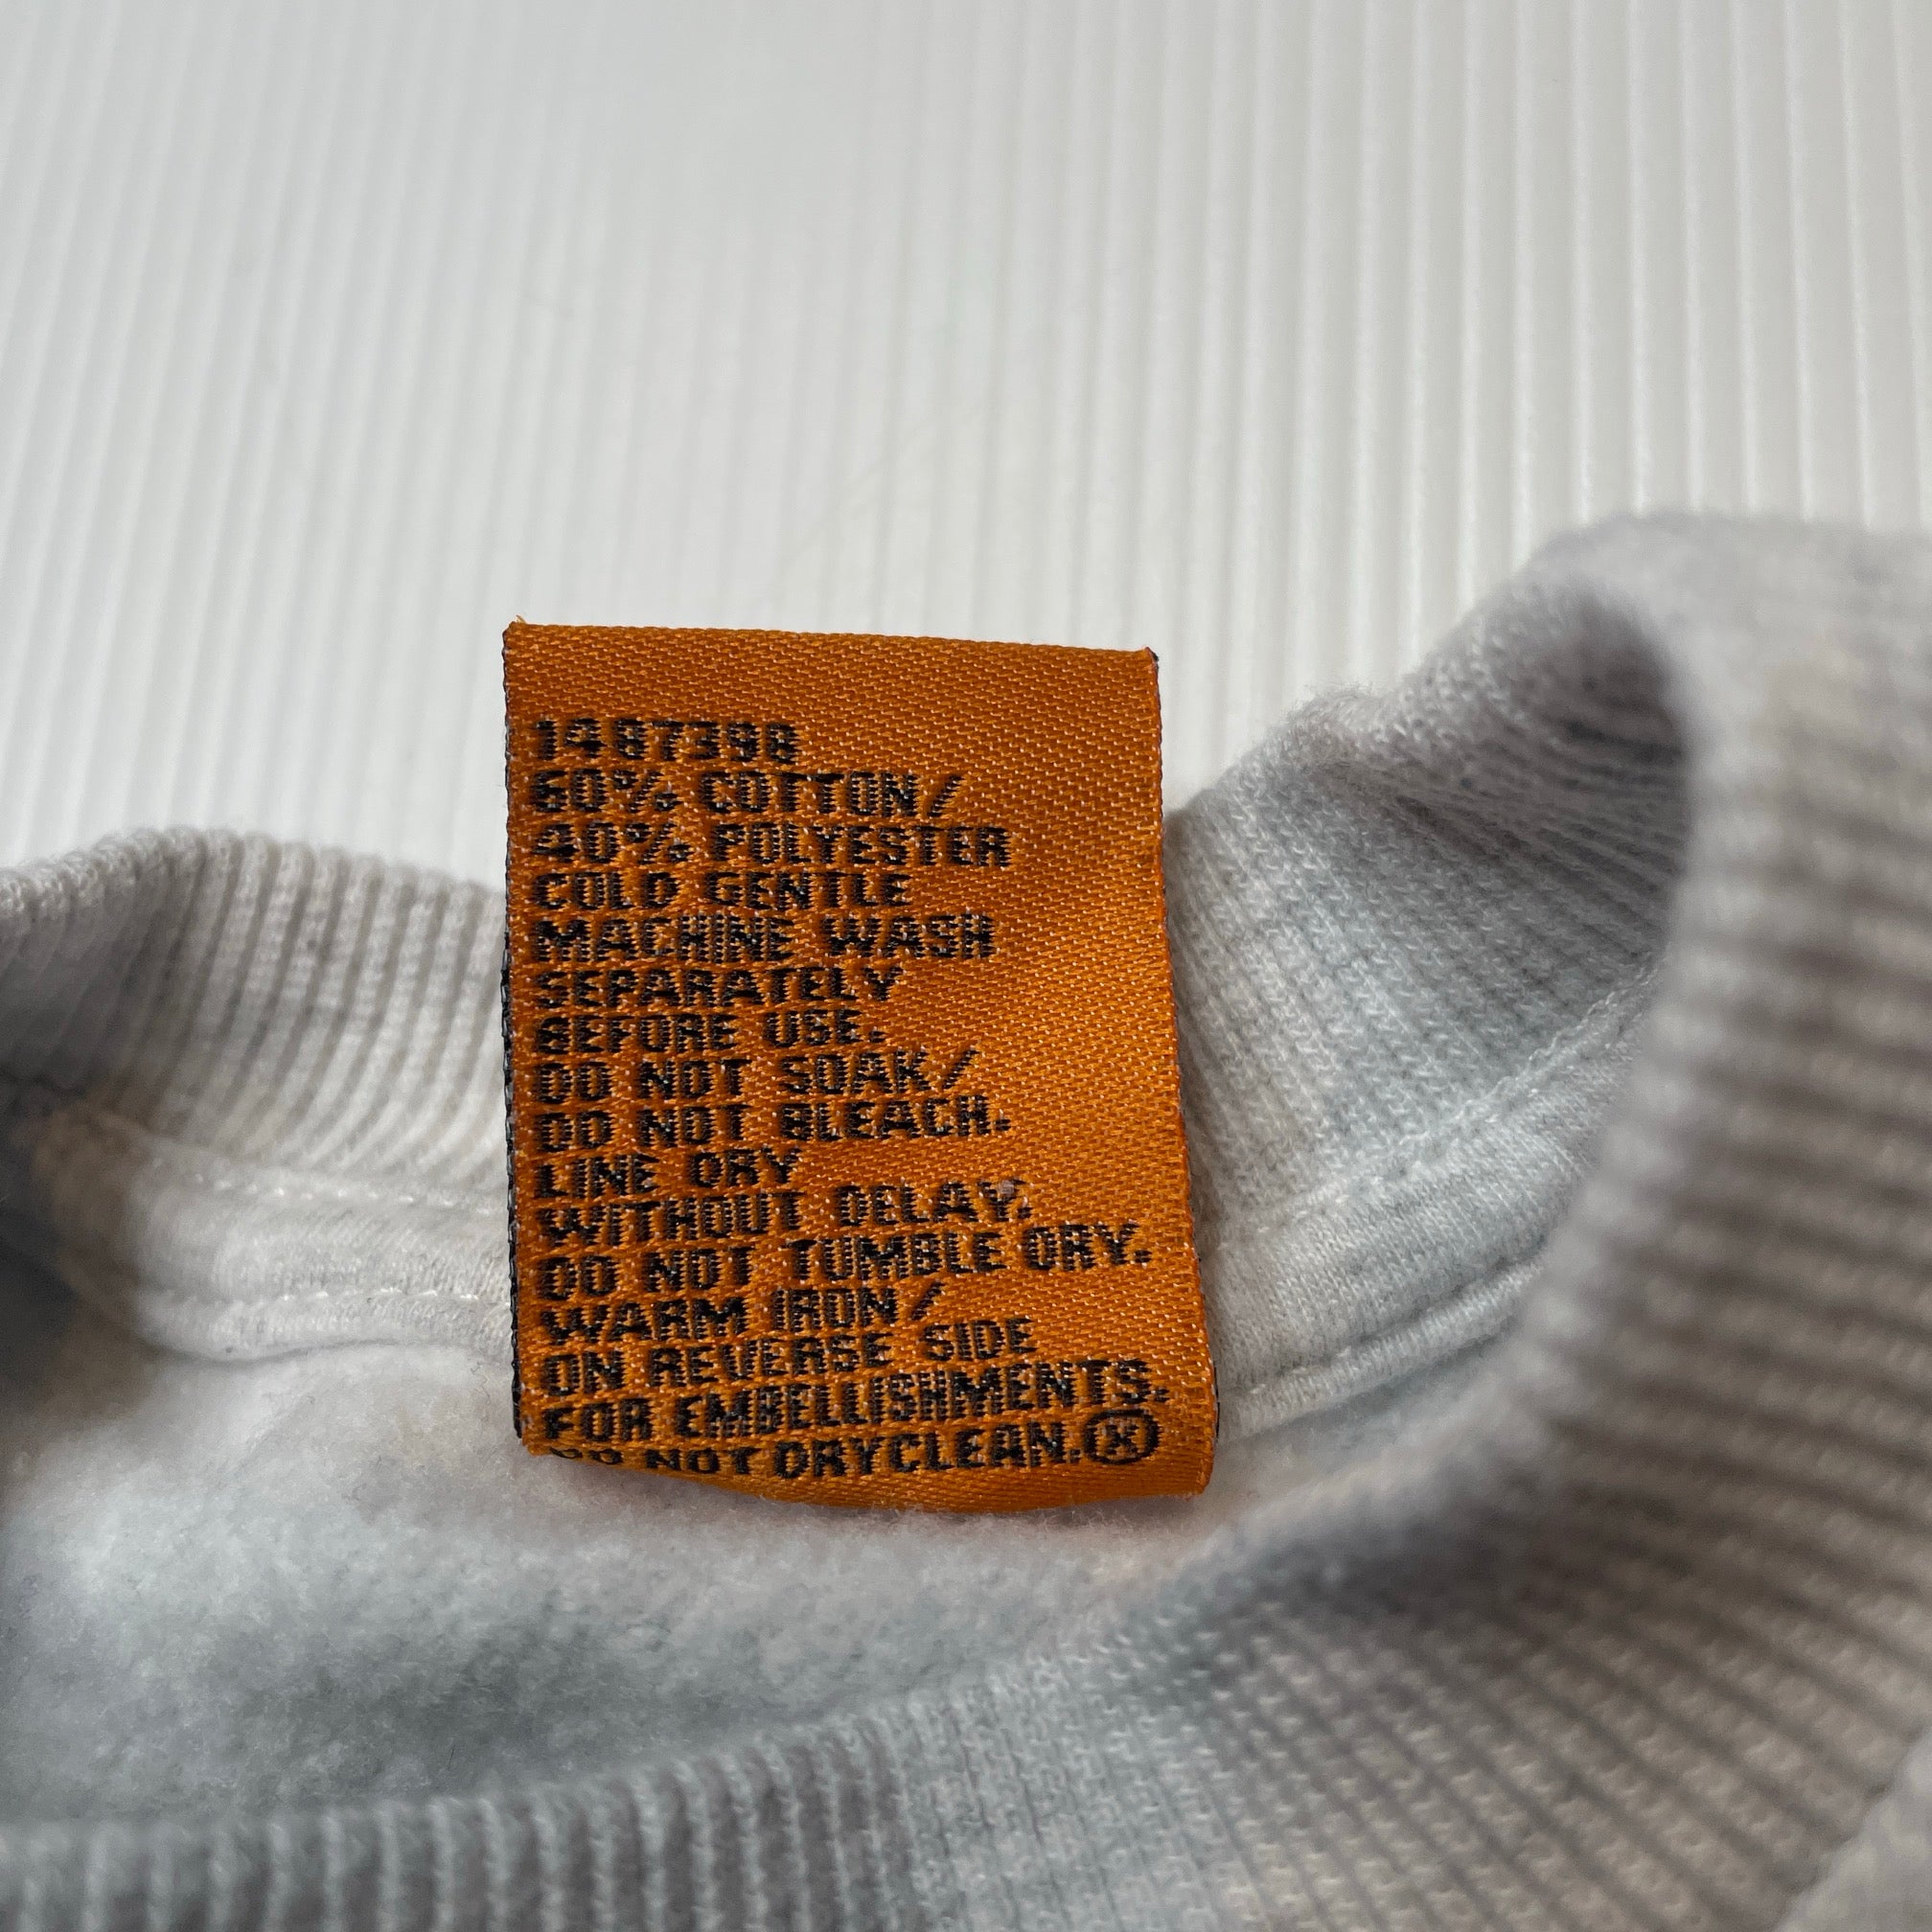 1487398
60% COTTON/
40% POLYESTER
COLD GENTLE
MACHINE WASH
SEPARATELY
BEFORE USE.
DO NOT SOAK/
DO NOT BLEACH.
LINE DRY
WITHOUT DELAY.
DO NOT TUMBLE DRY.
WARM IRON/
ON REVERSE SIDE
FOR EMBELLISHMENTS.
DO NOT DRYCLEAN. X